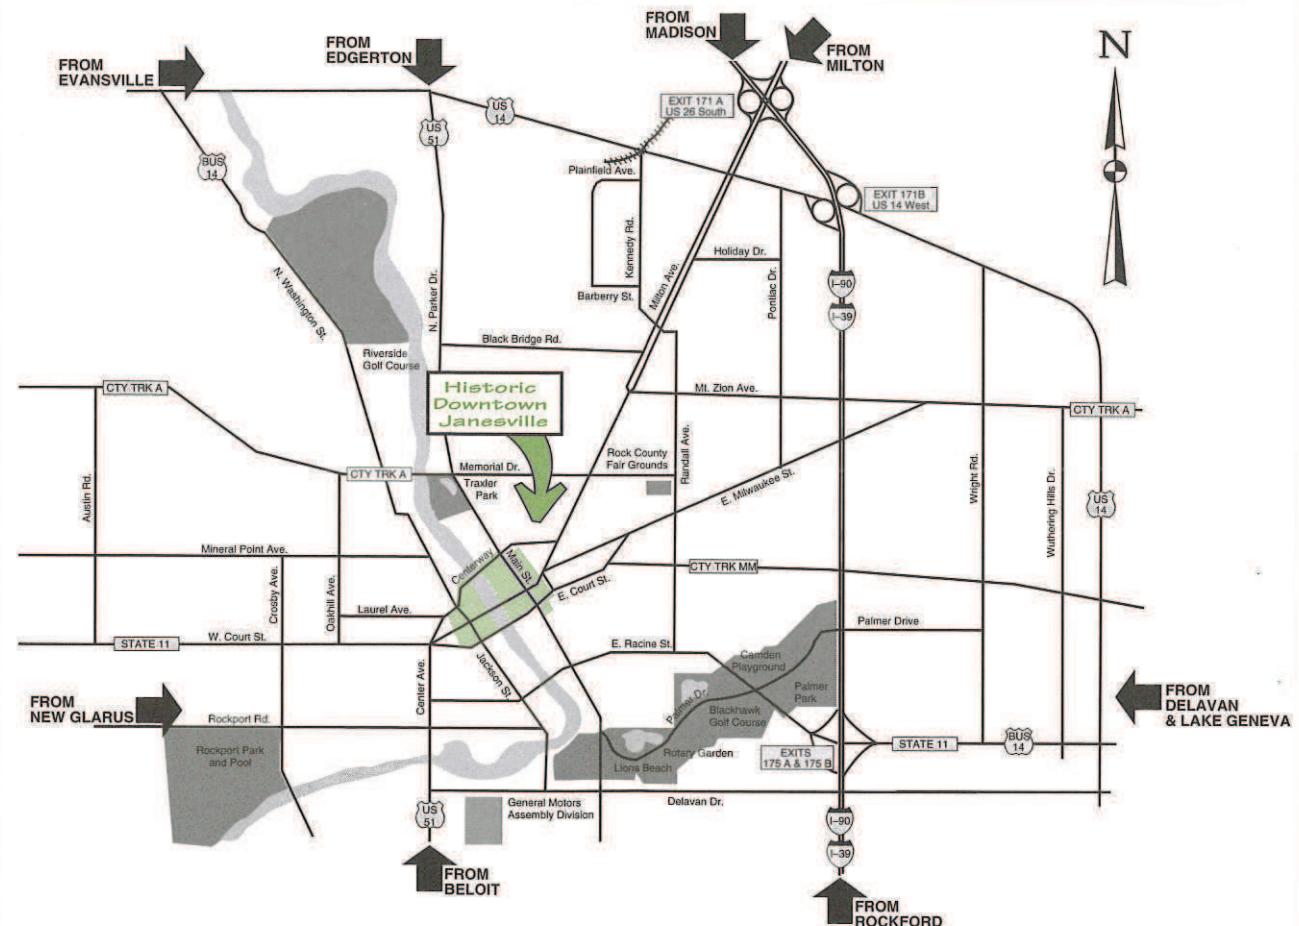 FROM
EVANSVILLE
FROM
EDGERTON
FROM
MADISON
FROM
MILTON
N
US
14
US
51
BUS
14
EXIT 171 A
US 26 South
Plainfield Ave.
EXIT 171B
US 14 West
Kennedy Rd.
Holiday Dr.
Milton Ave.
Pontiac Dr.
Barberry St.
I-90
I-39
N. Washington St.
N. Parker Dr.
Black Bridge Rd.
Riverside
Golf Course
Historic
Downtown
Janesville
CTY TRK A
Mt. Zion Ave.
CTY TRK A
CTY TRK A
Memorial Dr.
Traxler
Park
Rock County
Fair Grounds
Randall Ave.
E. Milwaukee St.
Wright Rd.
Wuthering Hills Dr.
US
14
Austin Rd.
Mineral Point Ave.
Crosby Ave.
Oakhill Ave.
Laurel Ave.
Centerway
Main St.
E. Court St.
CTY TRK MM
STATE 11
W. Court St.
E. Racine St.
Palmer Drive
Camden
Playground
Palmer
Park
Jackson St.
Center Ave.
Palmer Dr.
Blackhawk
Golf Course
FROM
NEW GLARUS
Rockport Rd.
Rockport Park
and Pool
Rotary Garden
Lions Beach
EXITS
175 A & 175 B
STATE 11
BUS
14
FROM
DELAVAN
& LAKE GENEVA
US
51
General Motors
Assembly Division
Delavan Dr.
I-90
I-39
FROM
BELOIT
FROM
ROCKFORD